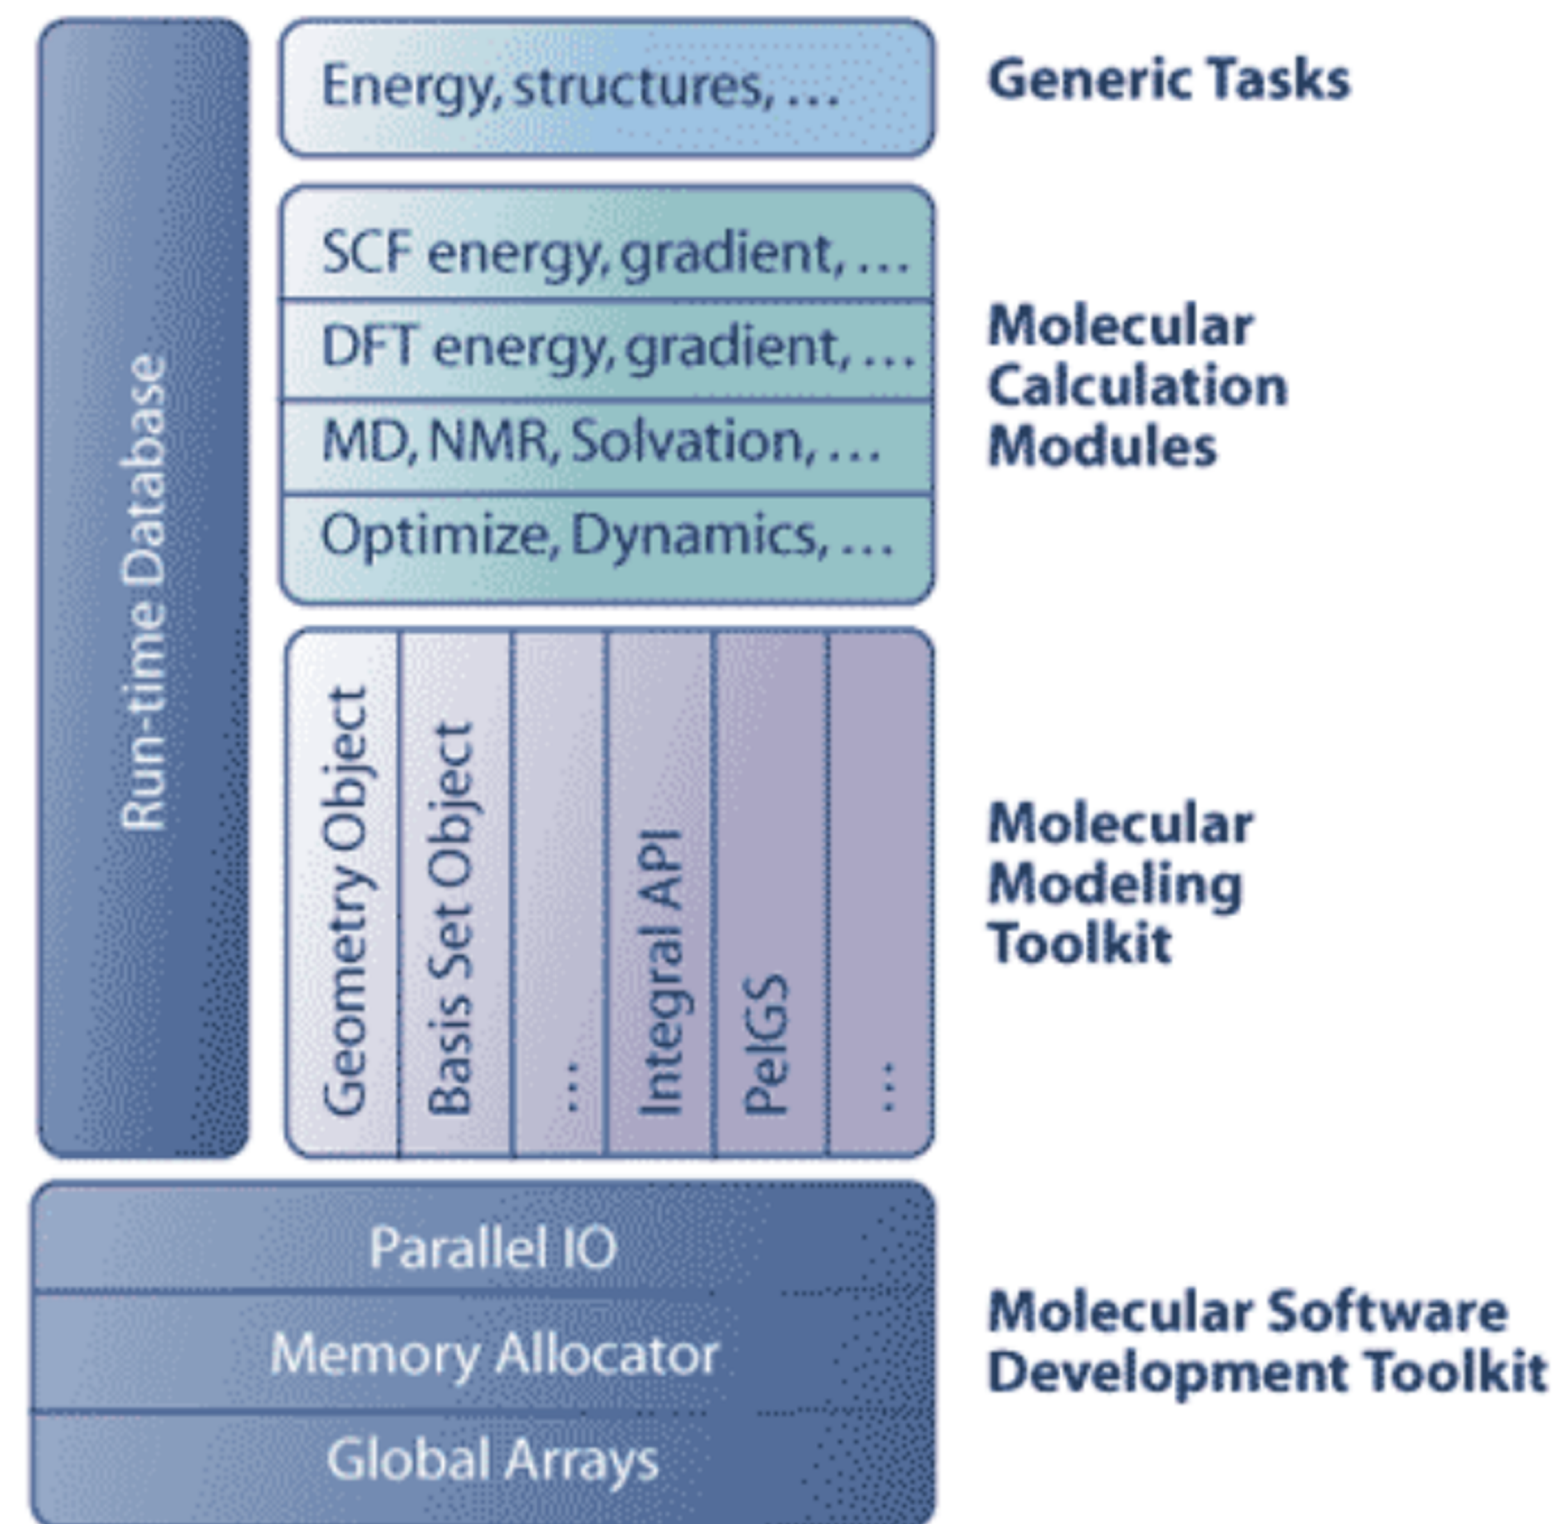 Run-time Database
Energy, structures, ...
Generic Tasks
SCF energy, gradient, ...
DFT energy, gradient, ...
MD, NMR, Solvation, ...
Optimize, Dynamics, ...
Molecular
Calculation
Modules
Geometry Object
Basis Set Object
...
Integral API
PeIGS
...
Molecular
Modeling
Toolkit
Parallel IO
Memory Allocator
Global Arrays
Molecular Software
Development Toolkit